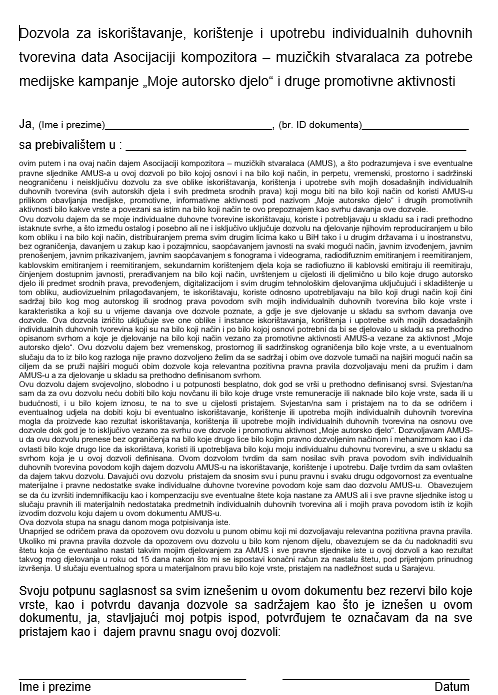 Dozvola za iskorištavanje, korištenje i upotrebu individualnih duhovnih
tvorevina data Asocijaciji kompozitora – muzičkih stvaralaca za potrebe
medijske kampanje „Moje autorsko djelo“ i druge promotivne aktivnosti
Ja, (Ime i prezime)_________________________________, (br. ID dokumenta)______________________
sa prebivalištem u : ______________________________________________________________
ovim putem i na ovaj način dajem Asocijaciji kompozitora – muzičkih stvaralaca (AMUS), a što podrazumjeva i sve eventualne
pravne sljednike AMUS-a u ovoj dozvoli po bilo kojoj osnovi i na bilo koji način, in perpetu, vremenski, prostorno i sadržinski
neograničenu i neisključivu dozvolu za sve oblike iskorištavanja, korištenja i upotrebe svih mojih dosadašnjih individualnih
duhovnih tvorevina (svih autorskih djela i svih predmeta srodnih prava) koji mogu biti na bilo koji način od koristi AMUS-u
prilikom obavljanja medijske, promotivne, informativne aktivnosti pod nazivom „Moje autorsko djelo“ i drugih promotivnih
aktivnosti bilo kakve vrste a povezani sa istim na bilo koji način te ovo prepoznajem kao svrhu davanja ove dozvole.
Ovu dozvolu dajem da se moje individualne duhovne tvorevine iskorištavaju, koriste i upotrebljavaju u skladu sa i radi prethodno
istaknute svrhe, a što između ostalog i posebno ali ne i isključivo uključuje dozvolu na djelovanje njihovim reproduciranjem u bilo
kom obliku i na bilo koji način, distribuiranjem prema svim drugim licima kako u BiH tako i u drugim državama i u inostranstvu,
bez ograničenja, davanjem u zakup kao i pozajmicu, saopćavanjem javnosti na svaki mogući način, javnim izvođenjem, javnim
prenošenjem, javnim prikazivanjem, javnim saopćavanjem s fonograma i videograma, radiodifuznim emitiranjem i reemitiranjem,
kablovskim emitiranjem i reemitiranjem, sekundarnim korištenjem djela koja se radiofuzno ili kablovski emitiraju ili reemitiraju,
činjenjem dostupnim javnosti, prerađivanjem na bilo koji način, uvrštenjem u cijelosti ili djelimično u bilo koje drugo autorsko
djelo ili predmet srodnih prava, prevođenjem, digitalizacijom i svim drugim tehnološkim djelovanjima uključujući i skladištenje u
tom obliku, audiovizuelnim prilagođavanjem, te iskorištavaju, koriste odnoseno upotrebljavaju na bilo koji drugi način koji čini
sadržaj bilo kog mog autorskog ili srodnog prava povodom svih mojih individualnih duhovnih tvorevina bilo koje vrste i
karakteristika a koji su u vrijeme davanja ove dozvole poznate, a gdje je sve djelovanje u skladu sa svrhom davanja ove
dozvole. Ova dozvola izričito uključuje sve one oblike i instance iskorištavanja, korištenja i upotrebe svih mojih dosadašnjih
individualnih duhovnih tvorevina koji su na bilo koji način i po bilo kojoj osnovi potrebni da bi se djelovalo u skladu sa prethodno
opisanom svrhom a koje je djelovanje na bilo koji način vezano za promotivne aktivnosti AMUS-a vezane za aktivnost „Moje
autorsko djelo“. Ovu dozvolu dajem bez vremenskog, prostornog ili sadržinskog ograničenja bilo koje vrste, a u eventualnom
slučaju da to iz bilo kog razloga nije pravno dozvoljeno želim da se sadržaj i obim ove dozvole tumači na najširi mogući način sa
ciljem da se pruži najširi mogući obim dozvole koja relevantna pozitivna pravna pravila dozvoljavaju meni da pružim i dam
AMUS-u a za djelovanje u skladu sa prethodno definisanom svrhom.
Ovu dozvolu dajem svojevoljno, slobodno i u potpunosti besplatno, dok god se vrši u prethodno definisanoj svrsi. Svjestan/na
sam da za ovu dozvolu neću dobiti bilo koju novčanu ili bilo koje druge vrste remuneracije ili naknade bilo koje vrste, sada ili u
budućnosti, i u bilo kojem iznosu, te na to sve u cijelosti pristajem. Svjestan/na sam i pristajem na to da se odričem i
eventualnog udjela na dobiti koju bi eventualno iskorištavanje, korištenje ili upotreba mojih individualnih duhovnih tvorevina
mogla da proizvede kao rezultat iskorištavanja, korištenja ili upotrebe mojih individualnih duhovnih tvorevina na osnovu ove
dozvole dok god je to isključivo vezano za svrhu ove dozvole i promotivnu aktivnost „Moje autorsko djelo“. Dozvoljavam AMUS-
u da ovu dozvolu prenese bez ograničenja na bilo koje drugo lice bilo kojim pravno dozvoljenim načinom i mehanizmom kao i da
ovlasti bilo koje drugo lice da iskorištava, koristi ili upotrebljava bilo koju moju individualnu duhovnu tvorevinu, a sve u skladu sa
svrhom koja je u ovoj dozvoli definisana. Ovom dozvolom tvrdim da sam nosilac svih prava povodom svih individualnih
duhovnih tvorevina povodom kojih dajem dozvolu AMUS-u na iskorištavanje, korištenje i upotrebu. Dalje tvrdim da sam ovlašten
da dajem takvu dozvolu. Davajući ovu dozvolu pristajem da snosim svu i punu pravnu i svaku drugu odgovornost za eventualne
materijalne i pravne nedostatke svake individualne duhovne tvorevine povodom koje sam dao dozvolu AMUS-u. Obavezujem
se da ću izvršiti indemnifikaciju kao i kompenzaciju sve eventualne štete koja nastane za AMUS ali i sve pravne sljednike istog u
slučaju pravnih ili materijalnih nedostataka predmetnih individualnih duhovnih tvorevina ali i mojih prava povodom istih iz kojih
izvodim dozvolu koju dajem u ovom dokumentu AMUS-u.
Ova dozvola stupa na snagu danom moga potpisivanja iste.
Unaprijed se odričem prava da opozovem ovu dozvolu u punom obimu koji mi dozvoljavaju relevantna pozitivna pravna pravila.
Ukoliko mi pravna pravila dozvole da opozovem ovu dozvolu u bilo kom njenom dijelu, obavezujem se da ću nadoknaditi svu
štetu koja će eventualno nastati takvim mojim djelovanjem za AMUS i sve pravne sljednike iste u ovoj dozvoli a kao rezultat
takvog mog djelovanja u roku od 15 dana nakon što mi se ispostavi konačni račun za nastalu štetu, pod prijetnjom prinudnog
izvršenja. U slučaju eventualnog spora u materijalnom pravu bilo koje vrste, pristajem na nadležnost suda u Sarajevu.
Svoju potpunu saglasnost sa svim iznešenim u ovom dokumentu bez rezervi bilo koje
vrste, kao i potvrdu davanja dozvole sa sadržajem kao što je iznešen u ovom
dokumentu, ja, stavljajući moj potpis ispod, potvrđujem te označavam da na sve
pristajem kao i dajem pravnu snagu ovoj dozvoli:
Ime i prezime Datum